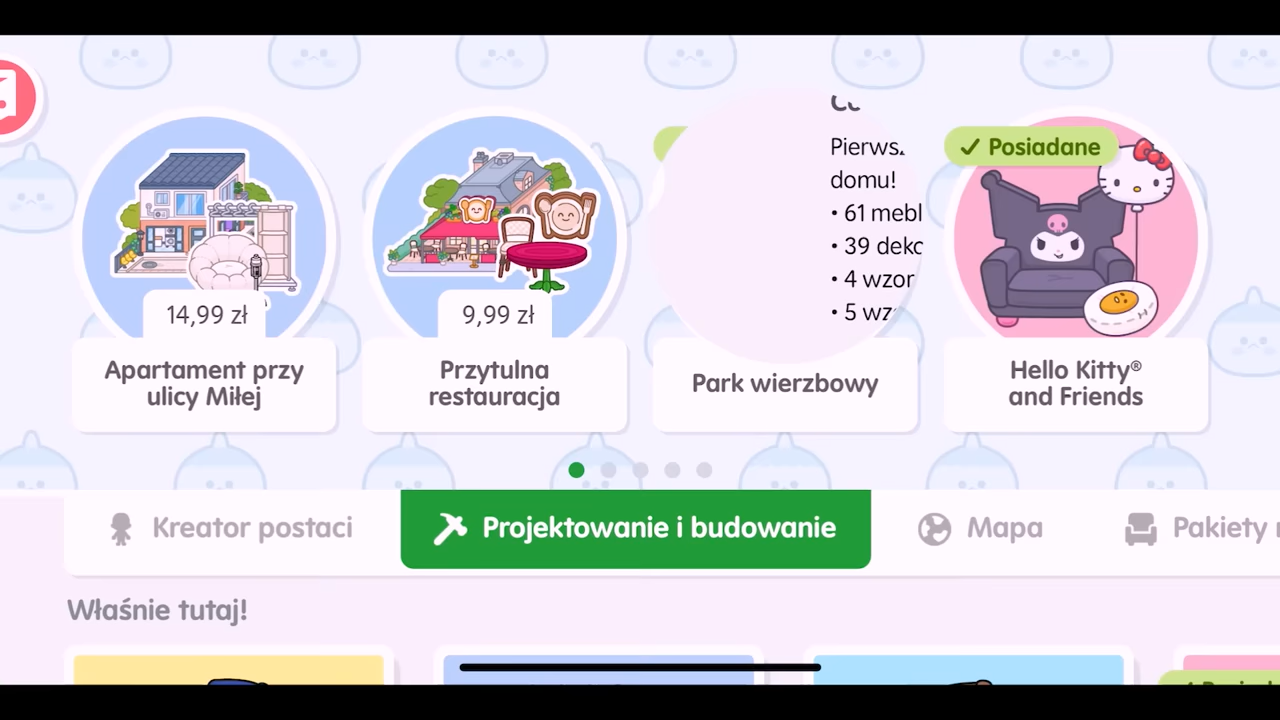 Pierws
domu!
• 61 mebl
• 39 deko
• 4 wzor
• 5 wz
✓ Posiadane
14,99 zł
9,99 zł
Apartament przy
ulicy Miłej
Przytulna
restauracja
Park wierzbowy
Hello Kitty®
and Friends
Kreator postaci
Projektowanie i budowanie
Mapa
Pakiety
Właśnie tutaj!